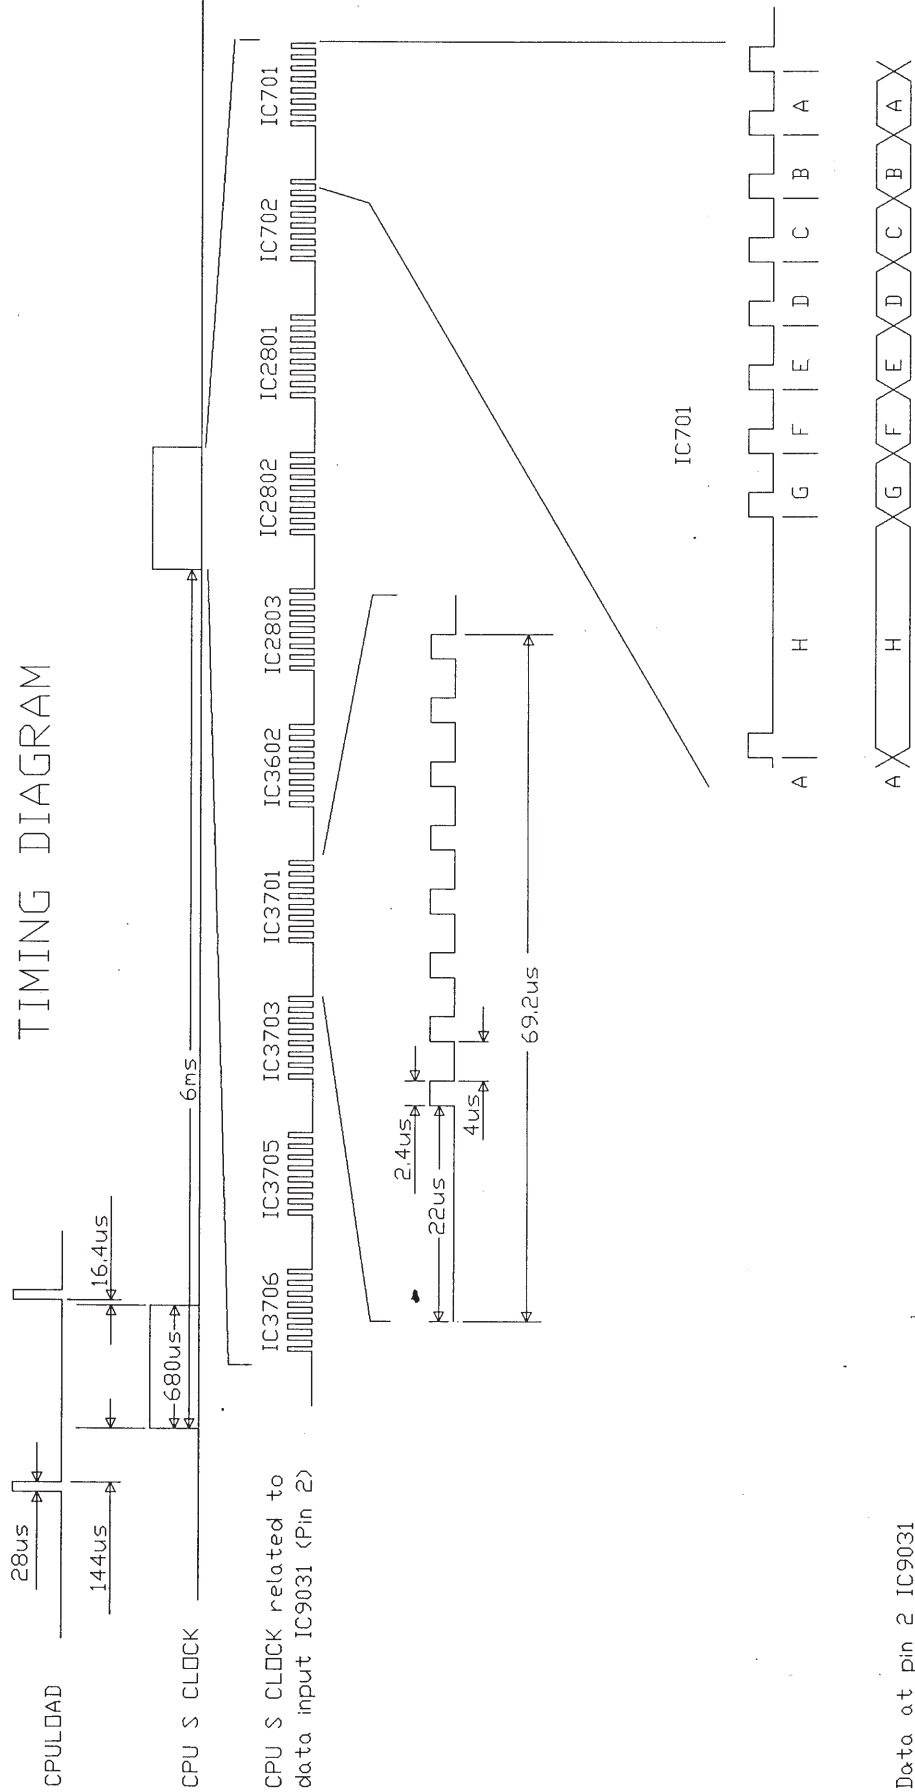 TIMING DIAGRAM
CPULOAD
28us
144us
16.4us
CPU S CLOCK
680us
6ms
CPU S CLOCK related to
data input IC9031 (Pin 2)
IC3706
IC3705
IC3703
IC3701
IC3602
IC2803
IC2802
IC2801
IC702
IC701
2.4us
22us
4us
69.2us
IC701
A H G F E D C B A
Data at pin 2 IC9031
A H G F E D C B A